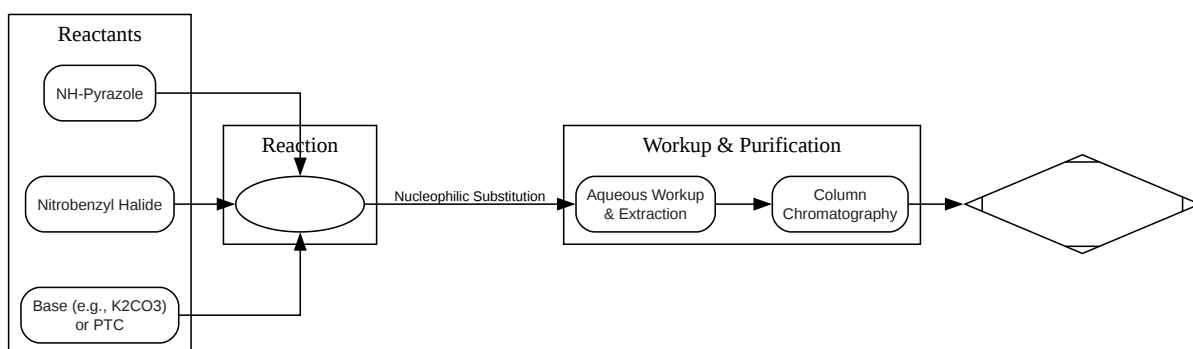 Reactants
NH-Pyrazole
Nitrobenzyl Halide
Base (e.g., K2CO3)
or PTC
Reaction
Nucleophilic Substitution
Workup & Purification
Aqueous Workup
& Extraction
Column
Chromatography